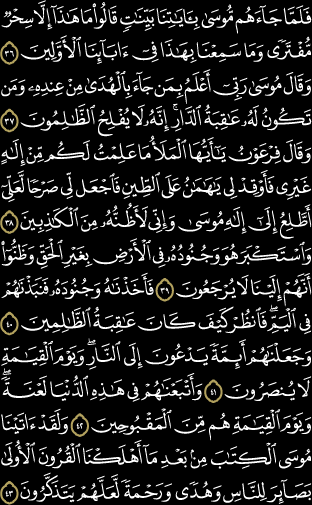 فَلَمَّا جَآءَهُم مُّوسَىٰ بِـَٔايَٰتِنَا بَيِّنَٰتٍ قَالُوا۟ مَا هَٰذَآ إِلَّا سِحْرٌ
مُّفْتَرًى وَمَا سَمِعْنَا بِهَٰذَا فِىٓ ءَابَآئِنَا ٱلْأَوَّلِينَ ٣٦
وَقَالَ مُوسَىٰ رَبِّىٓ أَعْلَمُ بِمَن جَآءَ بِٱلْهُدَىٰ مِنْ عِندِهِۦ وَمَن
تَكُونُ لَهُۥ عَٰقِبَةُ ٱلدَّارِ ۖ إِنَّهُۥ لَا يُفْلِحُ ٱلظَّٰلِمُونَ ٣٧
وَقَالَ فِرْعَوْنُ يَٰٓأَيُّهَا ٱلْمَلَأُ مَا عَلِمْتُ لَكُم مِّنْ إِلَٰهٍ
غَيْرِى فَأَوْقِدْ لِى يَٰهَٰمَٰنُ عَلَى ٱلطِّينِ فَٱجْعَل لِّى صَرْحًا لَّعَلِّىٓ
أَطَّلِعُ إِلَىٰٓ إِلَٰهِ مُوسَىٰ وَإِنِّى لَأَظُنُّهُۥ مِنَ ٱلْكَٰذِبِينَ ٣٨
وَٱسْتَكْبَرَ هُوَ وَجُنُودُهُۥ فِى ٱلْأَرْضِ بِغَيْرِ ٱلْحَقِّ وَظَنُّوٓا۟
أَنَّهُمْ إِلَيْنَا لَا يُرْجَعُونَ ٣٩ فَأَخَذْنَٰهُ وَجُنُودَهُۥ فَنَبَذْنَٰهُمْ
فِى ٱلْيَمِّ ۖ فَٱنظُرْ كَيْفَ كَانَ عَٰقِبَةُ ٱلظَّٰلِمِينَ ٤٠
وَجَعَلْنَٰهُمْ أَئِمَّةً يَدْعُونَ إِلَى ٱلنَّارِ ۖ وَيَوْمَ ٱلْقِيَٰمَةِ
لَا يُنصَرُونَ ٤١ وَأَتْبَعْنَٰهُمْ فِى هَٰذِهِ ٱلدُّنْيَا لَعْنَةً ۖ
وَيَوْمَ ٱلْقِيَٰمَةِ هُم مِّنَ ٱلْمَقْبُوحِينَ ٤٢ وَلَقَدْ ءَاتَيْنَا
مُوسَى ٱلْكِتَٰبَ مِنۢ بَعْدِ مَآ أَهْلَكْنَا ٱلْقُرُونَ ٱلْأُولَىٰ
بَصَآئِرَ لِلنَّاسِ وَهُدًى وَرَحْمَةً لَّعَلَّهُمْ يَتَذَكَّرُونَ ٤٣